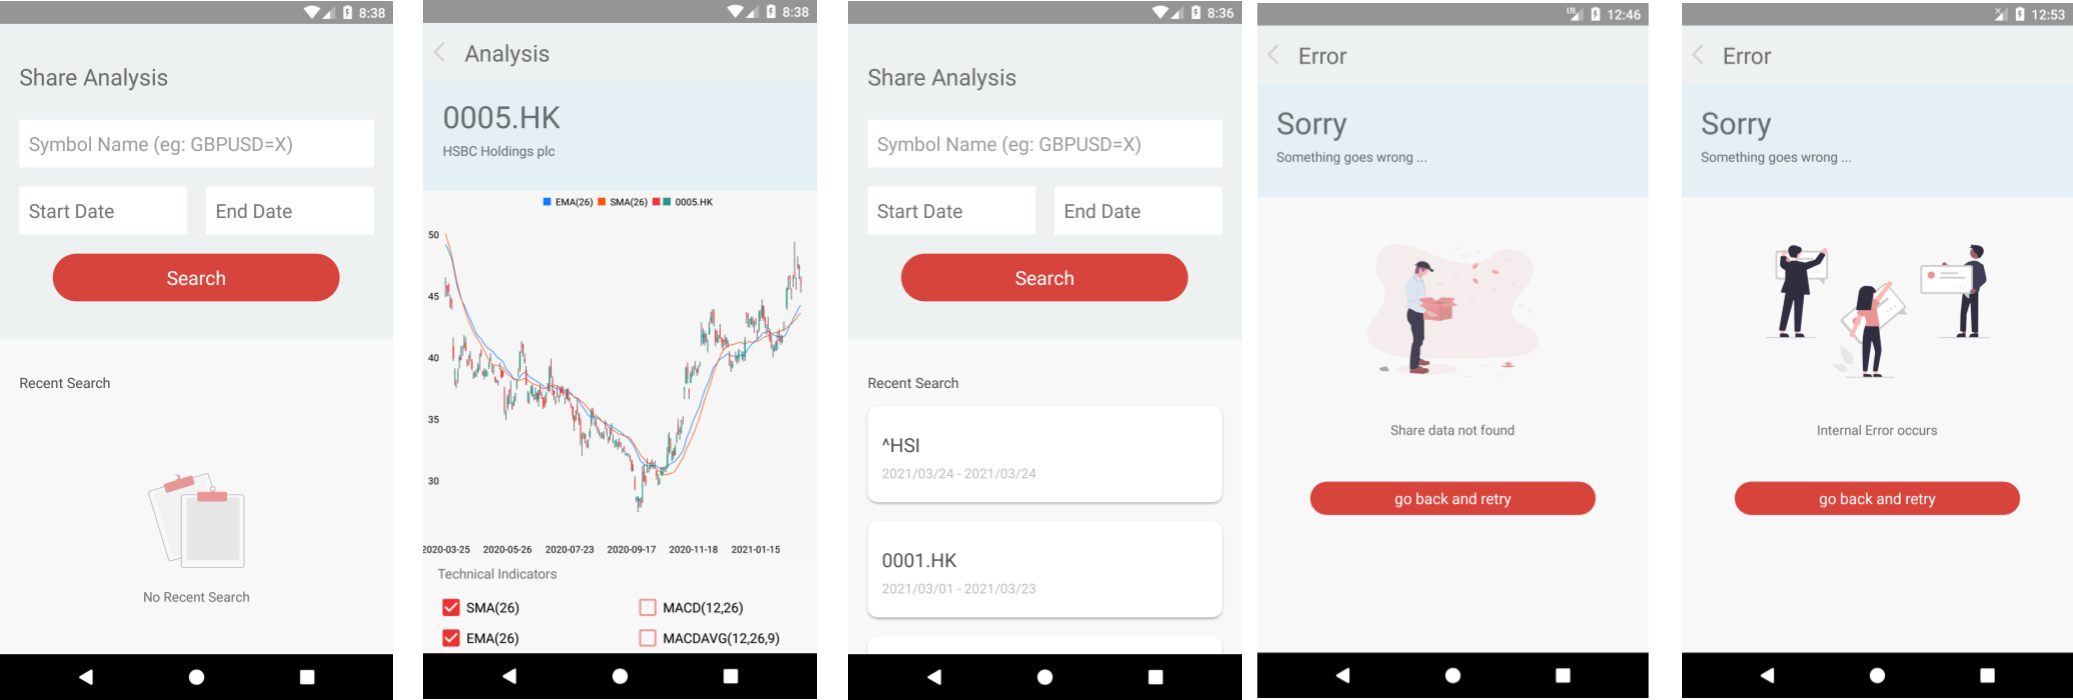 8:38
Share Analysis
Symbol Name (eg: GBPUSD=X)
Start Date
End Date
Search
Recent Search
No Recent Search
8:38
Analysis
0005.HK
HSBC Holdings plc
EMA(26) SMA(26) 0005.HK
50
45
40
35
30
2020-03-25 2020-05-26 2020-07-23 2020-09-17 2020-11-18 2021-01-15
Technical Indicators
SMA(26) MACD(12,26)
EMA(26) MACDAVG(12,26,9)
8:36
Share Analysis
Symbol Name (eg: GBPUSD=X)
Start Date
End Date
Search
Recent Search
^HSI
2021/03/24 - 2021/03/24
0001.HK
2021/03/01 - 2021/03/23
LTE 12:46
Error
Sorry
Something goes wrong ...
Share data not found
go back and retry
12:53
Error
Sorry
Something goes wrong ...
Internal Error occurs
go back and retry